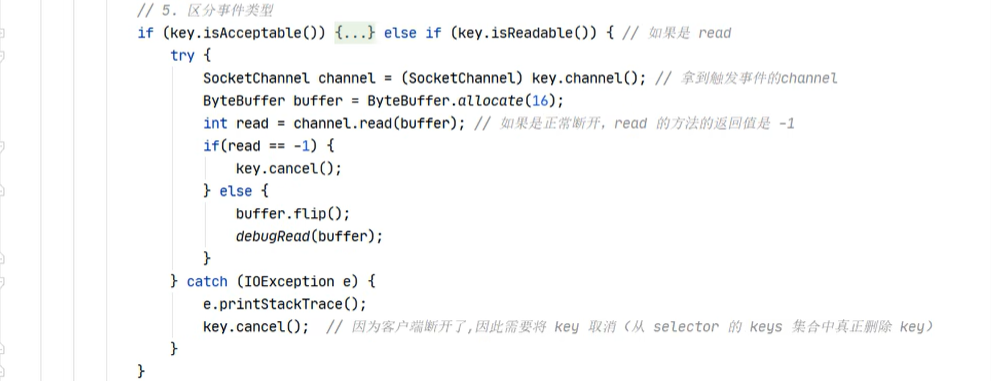 // 5. 区分事件类型
if (key.isAcceptable()) {...} else if (key.isReadable()) { // 如果是 read
try {
SocketChannel channel = (SocketChannel) key.channel(); // 拿到触发事件的channel
ByteBuffer buffer = ByteBuffer.allocate(16);
int read = channel.read(buffer); // 如果是正常断开，read 的方法的返回值是 -1
if(read == -1) {
key.cancel();
} else {
buffer.flip();
debugRead(buffer);
}
} catch (IOException e) {
e.printStackTrace();
key.cancel();  // 因为客户端断开了,因此需要将 key 取消（从 selector 的 keys 集合中真正删除 key）
}
}